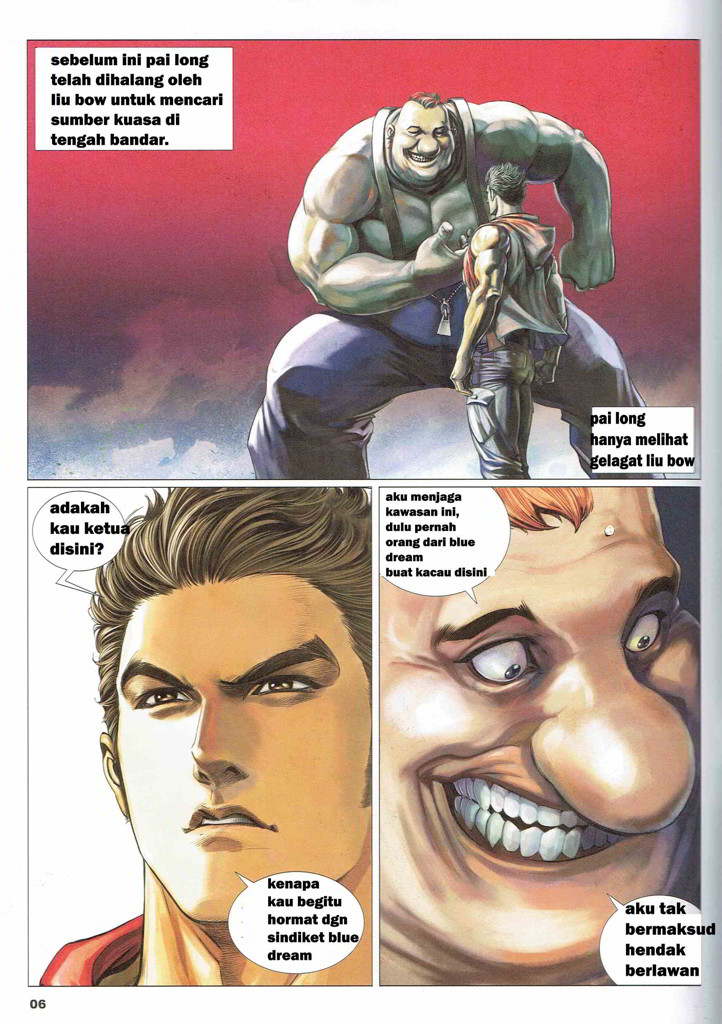 sebelum ini pai long
telah dihalang oleh
liu bow untuk mencari
sumber kuasa di
tengah bandar.
pai long
hanya melihat
gelagat liu bow
adakah
kau ketua
disini?
aku menjaga
kawasan ini,
dulu pernah
orang dari blue
dream
buat kacau disini
kenapa
kau begitu
hormat dgn
sindiket blue
dream
aku tak
bermaksud
hendak
berlawan
06